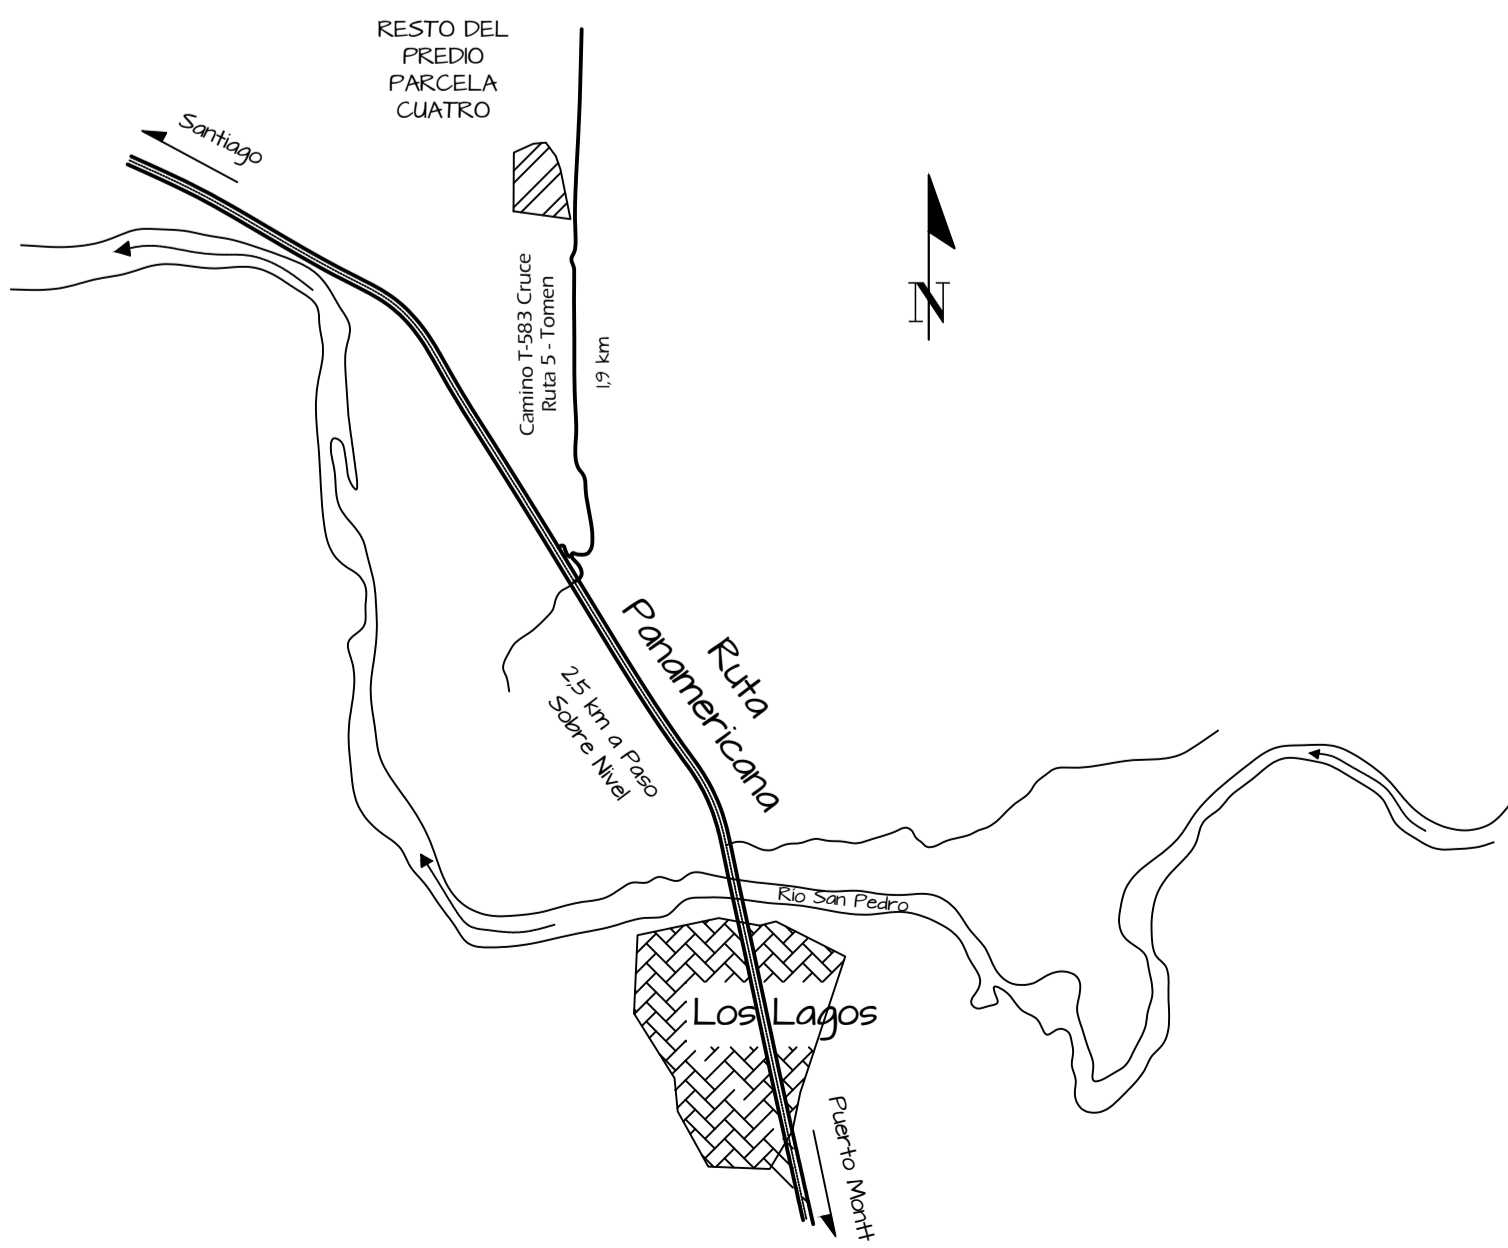 RESTO DEL
PREDIO
PARCELA
CUATRO
Santiago
Camino T-583 Cruce
Ruta 5 - Tomen
1,9 km
N
Ruta
Panamericana
2,5 km a Paso
Sobre Nivel
Rio San Pedro
Los Lagos
Puerto Montt